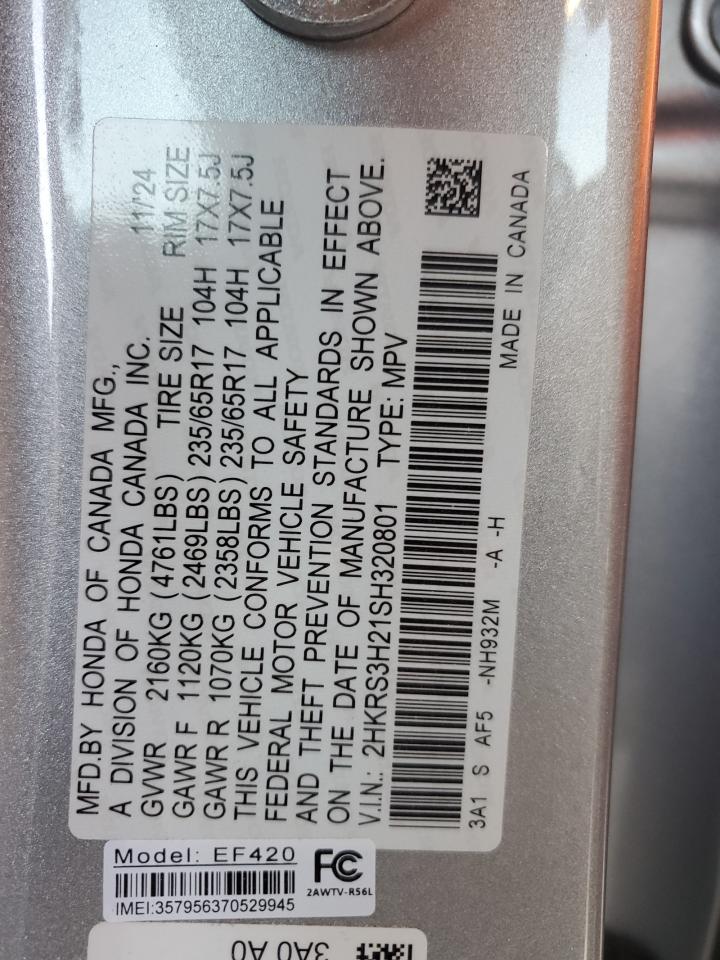 MFD.BY HONDA OF CANADA MFG.,
A DIVISION OF HONDA CANADA INC. 11/'24
GVWR 2160KG (4761LBS) TIRE SIZE RIM SIZE
GAWR F 1120KG (2469LBS) 235/65R17 104H 17X7.5J
GAWR R 1070KG (2358LBS) 235/65R17 104H 17X7.5J
THIS VEHICLE CONFORMS TO ALL APPLICABLE
FEDERAL MOTOR VEHICLE SAFETY
AND THEFT PREVENTION STANDARDS IN EFFECT
ON THE DATE OF MANUFACTURE SHOWN ABOVE.
V.I.N.: 2HKRS3H21SH320801 TYPE: MPV
3A1 S AF5 -NH932M -A -H MADE IN CANADA
Model: EF420
FC
2AWTV-R56L
IMEI:357956370529945
3A0 A0